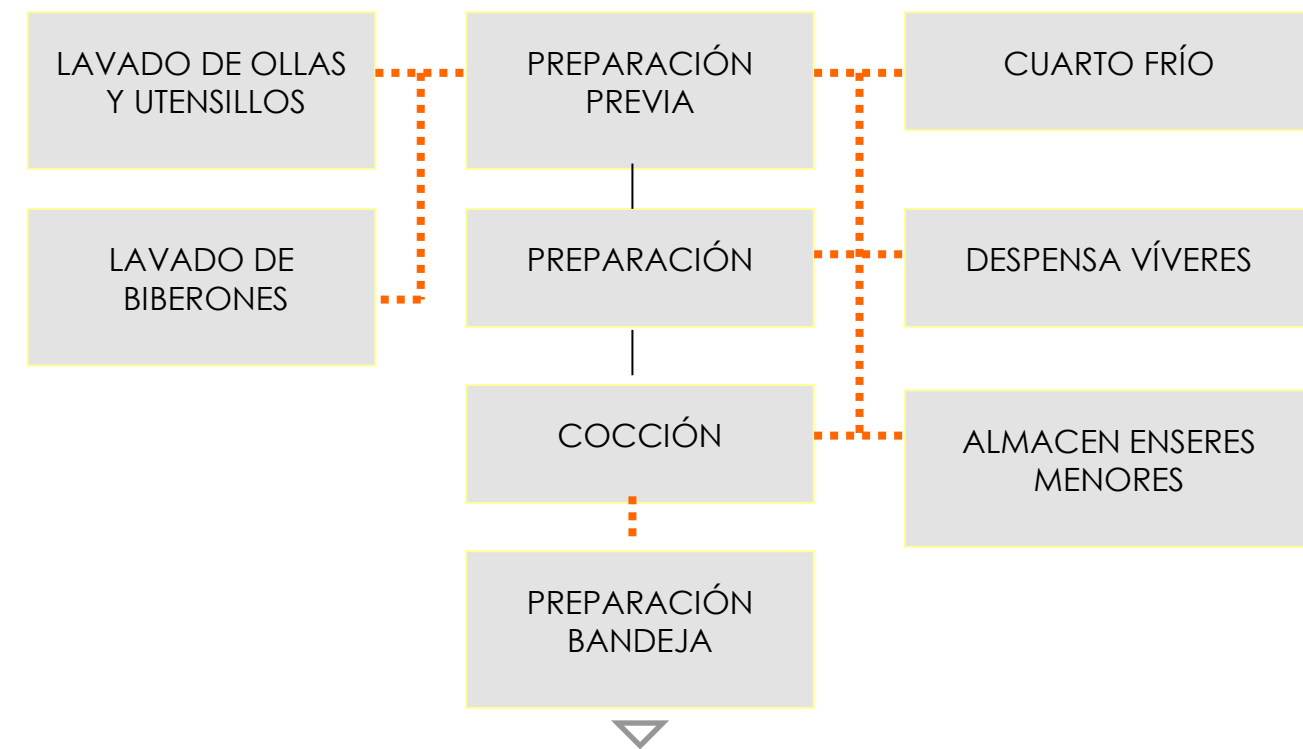 LAVADO DE OLLAS
Y UTENSILLOS
PREPARACIÓN
PREVIA
CUARTO FRÍO
LAVADO DE
BIBERONES
PREPARACIÓN
DESPENSA VÍVERES
COCCIÓN
ALMACEN ENSERES
MENORES
PREPARACIÓN
BANDEJA